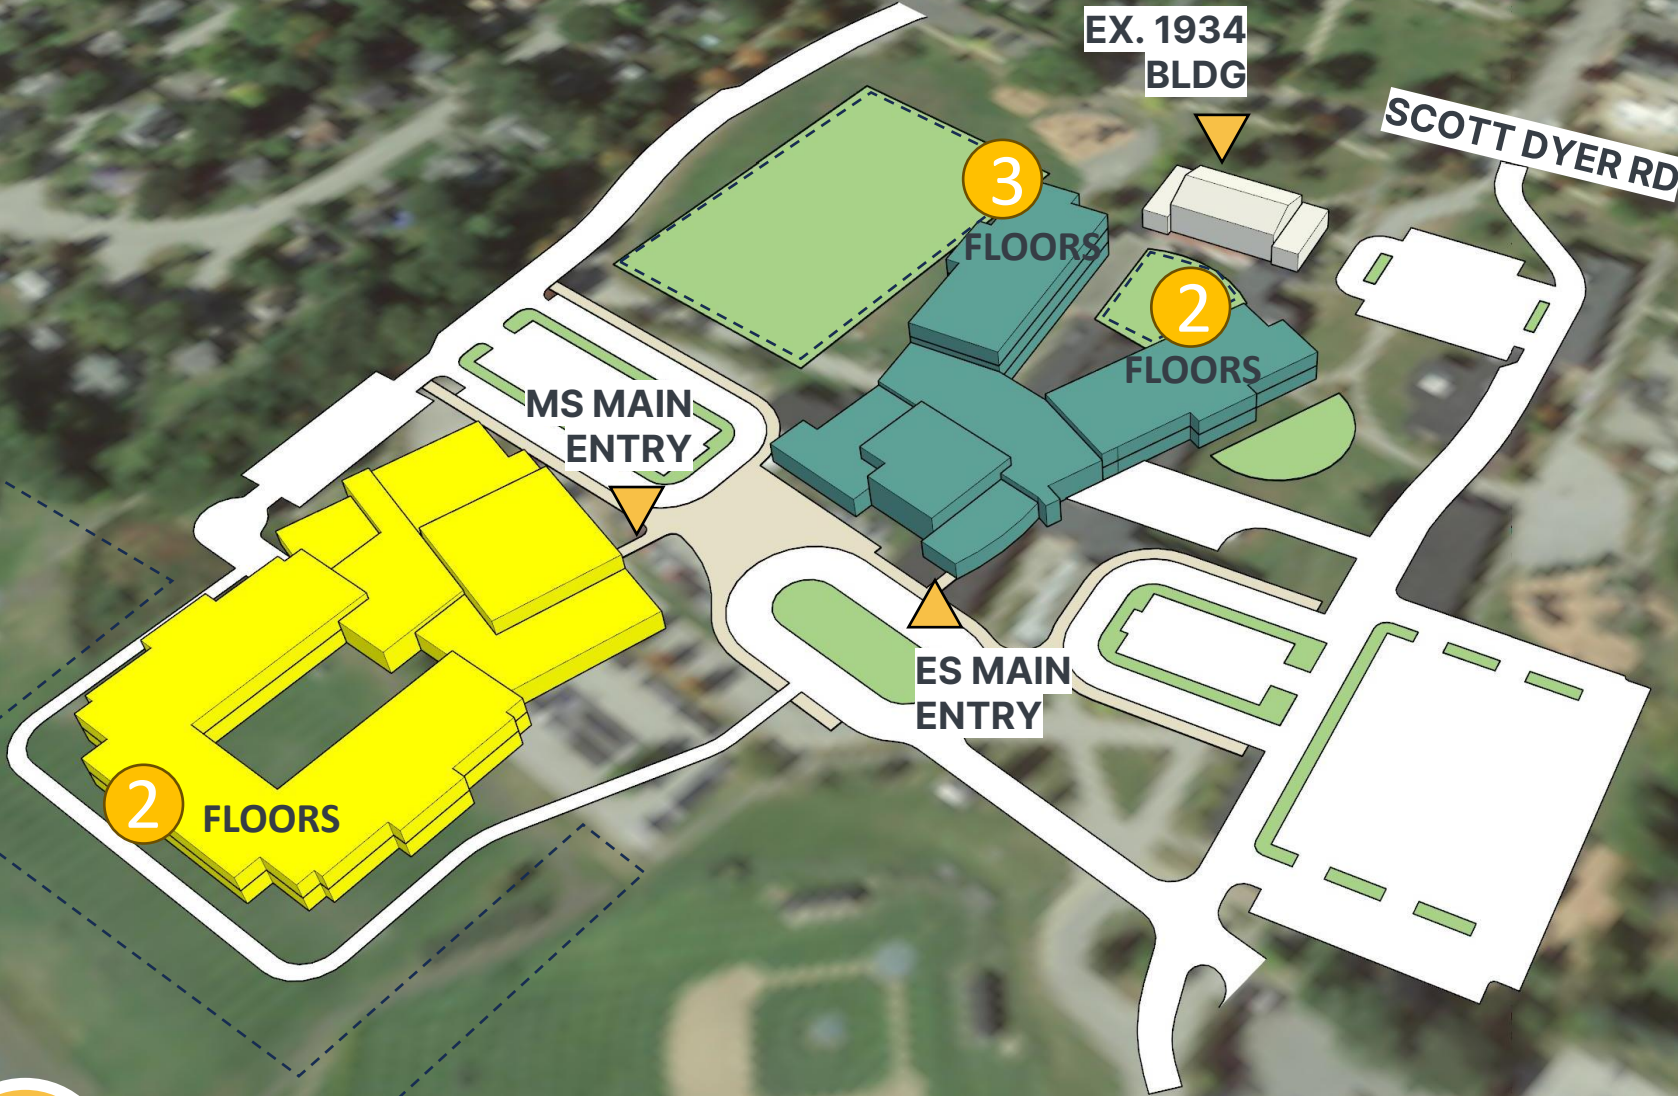 EX. 1934
BLDG
SCOTT DYER RD
3
FLOORS
2
FLOORS
MS MAIN
ENTRY
ES MAIN
ENTRY
2
FLOORS